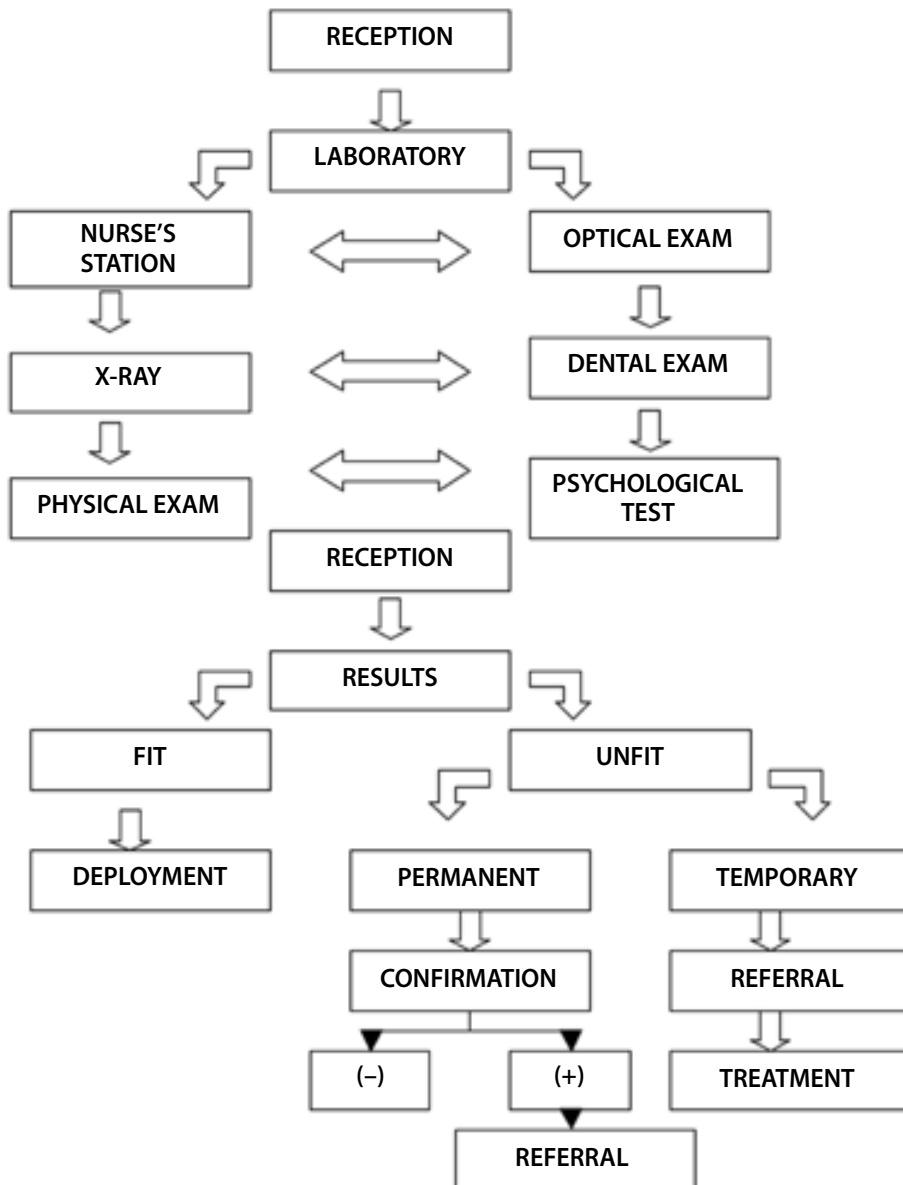 RECEPTION
LABORATORY
NURSE'S
STATION
OPTICAL EXAM
X-RAY
DENTAL EXAM
PHYSICAL EXAM
PSYCHOLOGICAL
TEST
RECEPTION
RESULTS
FIT
UNFIT
DEPLOYMENT
PERMANENT
TEMPORARY
CONFIRMATION
REFERRAL
(–)
(+)
TREATMENT
REFERRAL